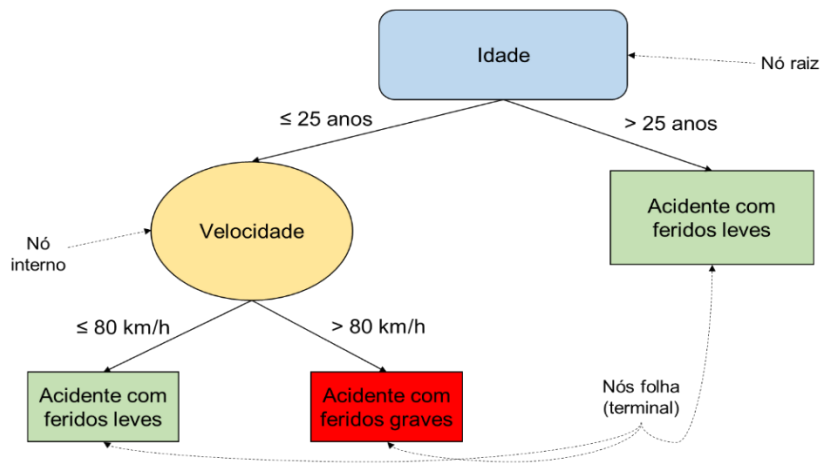 Idade
Nó raiz
≤ 25 anos
> 25 anos
Velocidade
Acidente com
feridos leves
Nó
interno
≤ 80 km/h
> 80 km/h
Acidente com
feridos leves
Acidente com
feridos graves
Nós folha
(terminal)